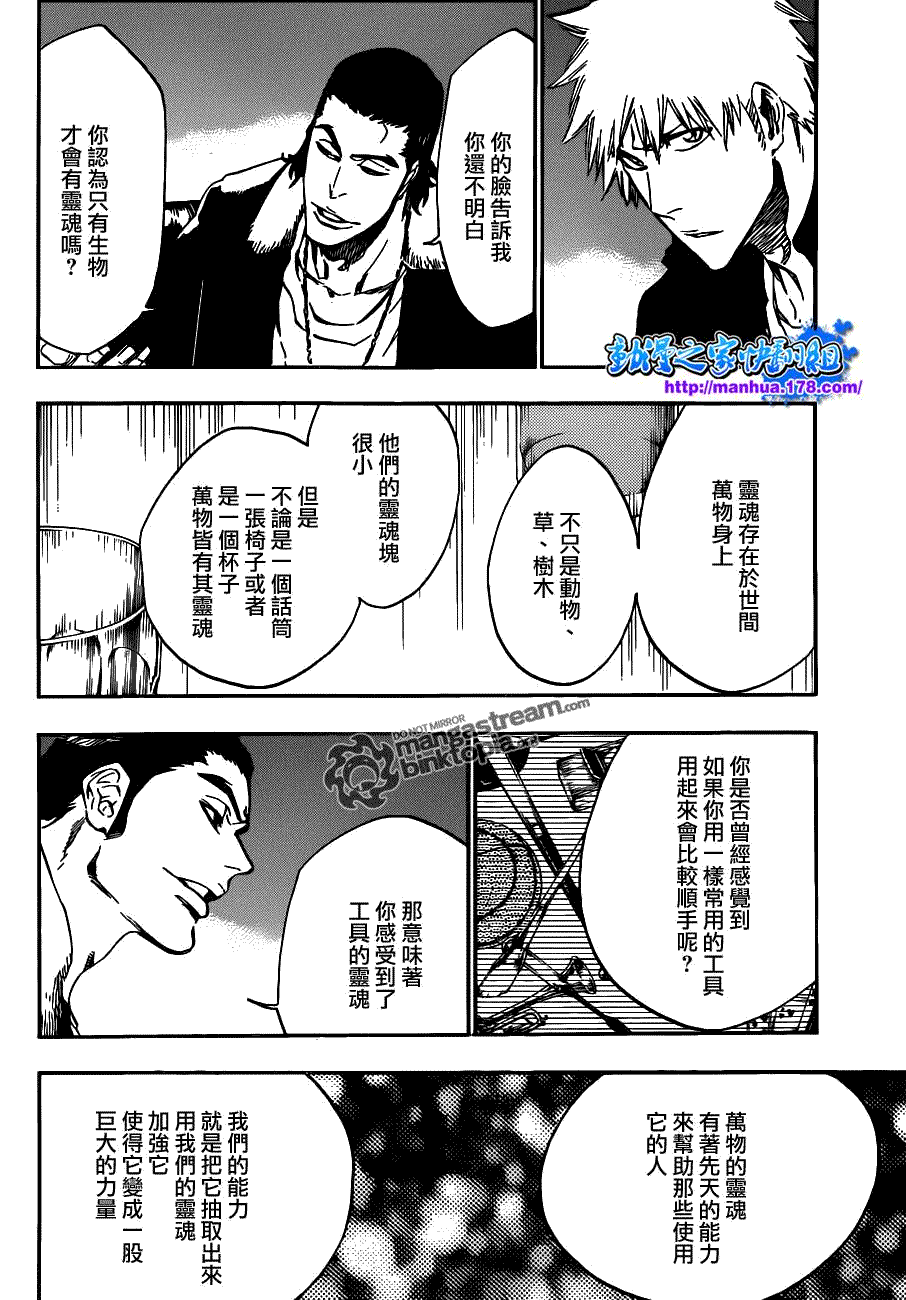 你的臉告訴我
你還不明白
你認為只有生物
才會有靈魂嗎？
動漫之家快翻組
http://manhua.178.com/
靈魂存在於世間
萬物身上
不只是動物、
草、樹木
他們的靈魂塊
很小
但是
不論是一個話筒
一張椅子或者
是一個杯子
萬物皆有其靈魂
DO NOT MIRROR
mangastream.com
binktopia.com
你是否曾經感覺到
如果你用一樣常用的工具
用起來會比較順手呢？
那意味著
你感受到了
工具的靈魂
萬物的靈魂
有著先天的能力
來幫助那些使用
它的人
我們的能力
就是把它抽取出來
用我們的靈魂
加強它
使得它變成一股
巨大的力量